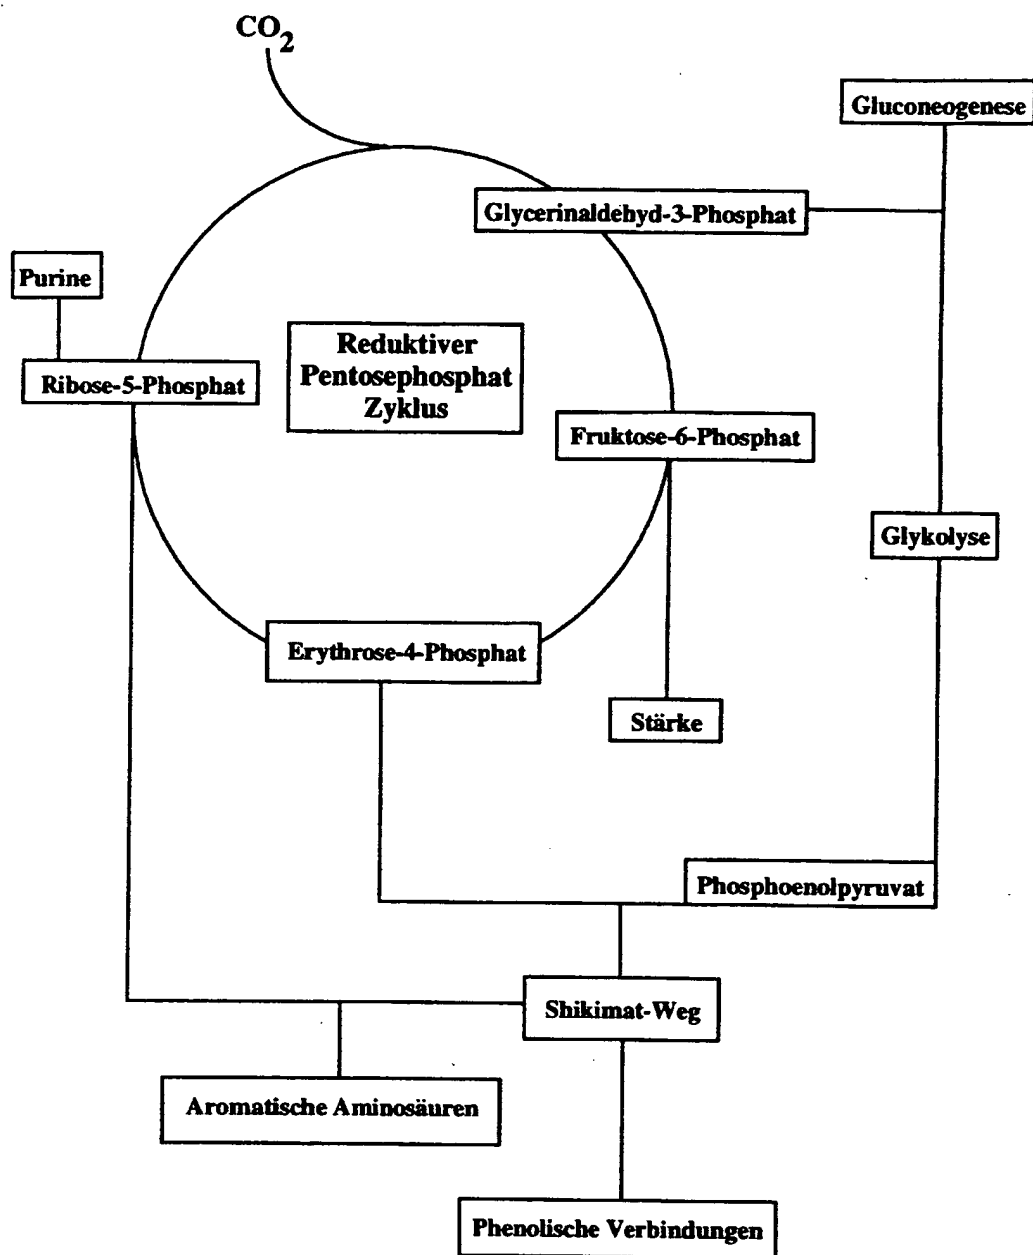 CO2
Gluconeogenese
Glycerinaldehyd-3-Phosphat
Purine
Reduktiver
Pentosephosphat
Zyklus
Ribose-5-Phosphat
Fruktose-6-Phosphat
Glykolyse
Erythrose-4-Phosphat
Stärke
Phosphoenolpyruvat
Shikimat-Weg
Aromatische Aminosäuren
Phenolische Verbindungen